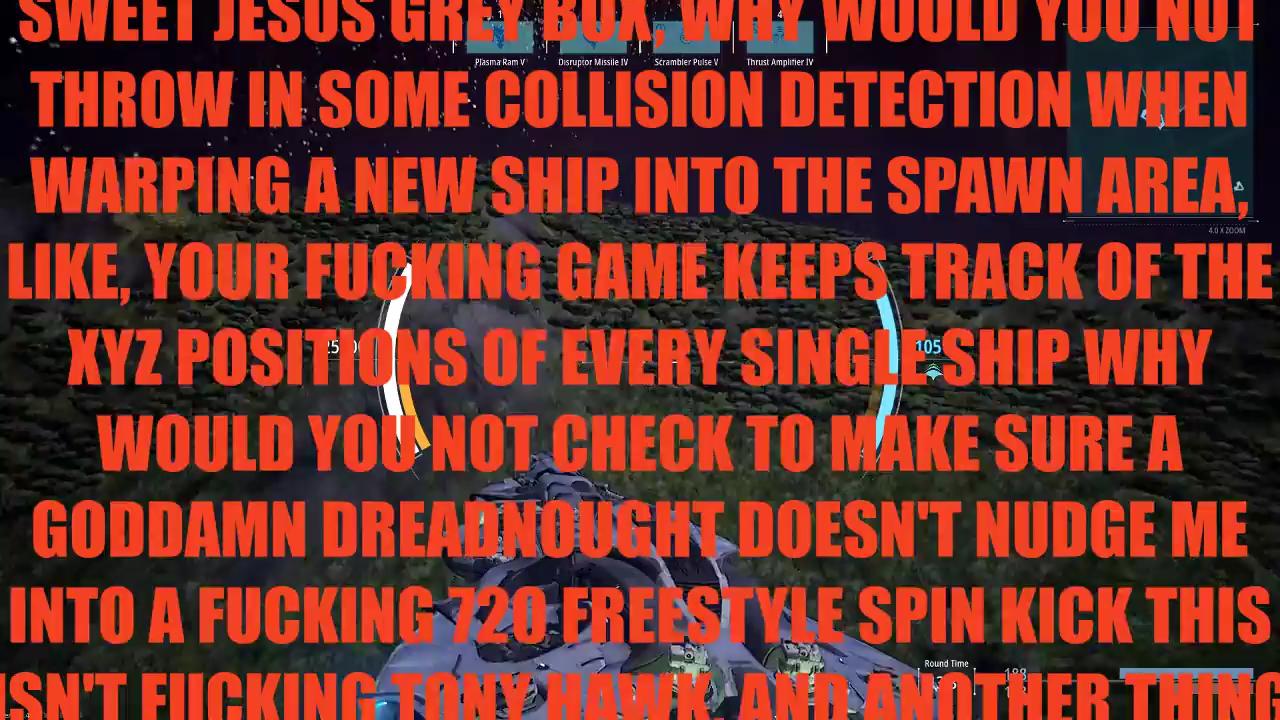 SWEET JESUS GREY BOX, WHY WOULD YOU NOT
Plasma Ram V
Disruptor Missile IV
Scrambler Pulse V
Thrust Amplifier IV
THROW IN SOME COLLISION DETECTION WHEN
WARPING A NEW SHIP INTO THE SPAWN AREA,
4.0 X ZOOM
LIKE, YOUR FUCKING GAME KEEPS TRACK OF THE
XYZ POSITIONS OF EVERY SINGLE SHIP WHY
105
WOULD YOU NOT CHECK TO MAKE SURE A
GODDAMN DREADNOUGHT DOESN'T NUDGE ME
INTO A FUCKING 720 FREESTYLE SPIN KICK THIS
Round Time
ISN'T FUCKING TONY HAWK, AND ANOTHER THING